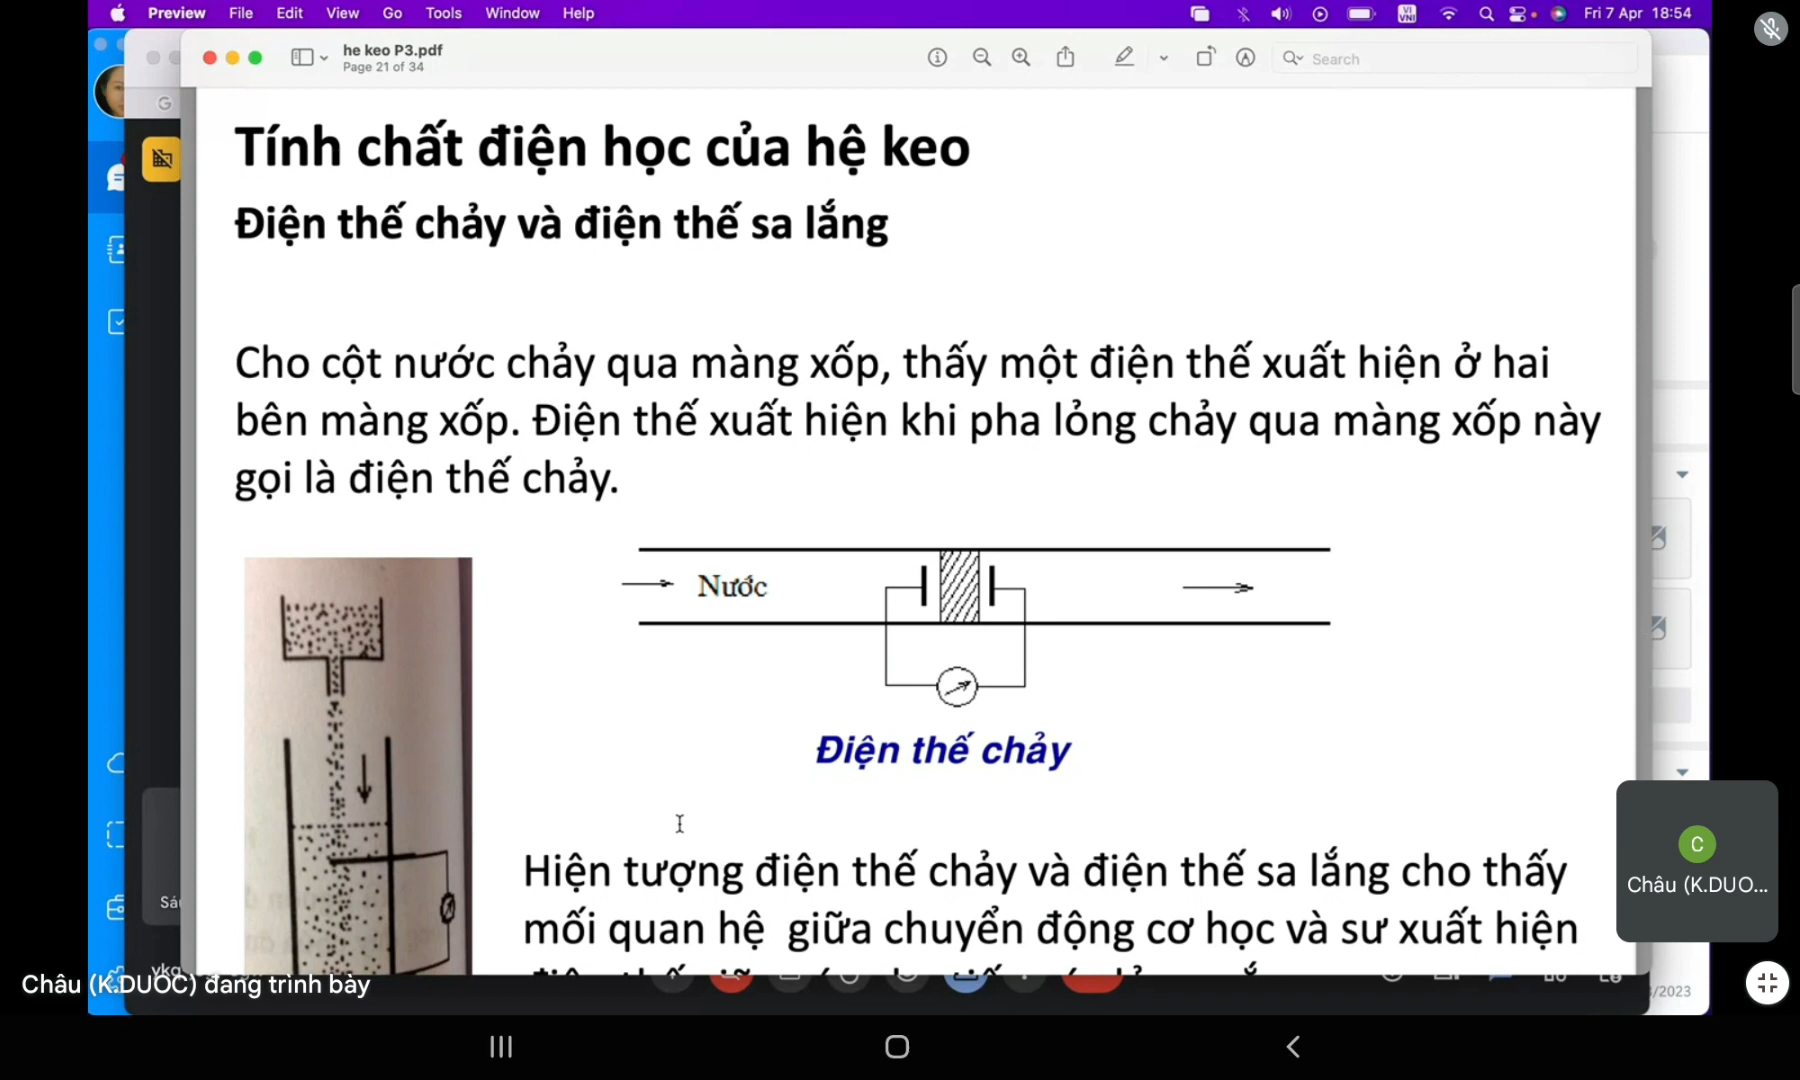 Preview File Edit View Go Tools Window Help
VI
VNI
Fri 7 Apr 18:54
he keo P3.pdf
Page 21 of 34
Search
G
Tính chất điện học của hệ keo
Điện thế chảy và điện thế sa lắng
Cho cột nước chảy qua màng xốp, thấy một điện thế xuất hiện ở hai
bên màng xốp. Điện thế xuất hiện khi pha lỏng chảy qua màng xốp này
gọi là điện thế chảy.
Nước
Điện thế chảy
Hiện tượng điện thế chảy và điện thế sa lắng cho thấy
mối quan hệ giữa chuyển động cơ học và sư xuất hiện
C
Châu (K.DUO...
Châu (K.DUOC) đang trình bày
/2023